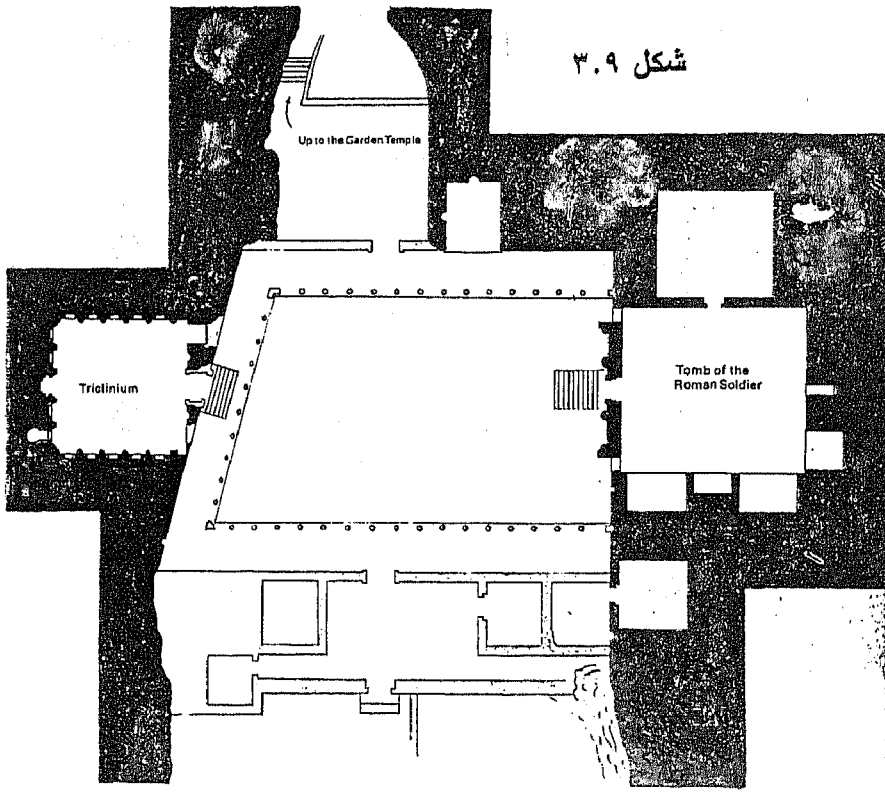 شكل ٣.٩
Up to the Garden Temple
Triclinium
Tomb of the
Roman Soldier